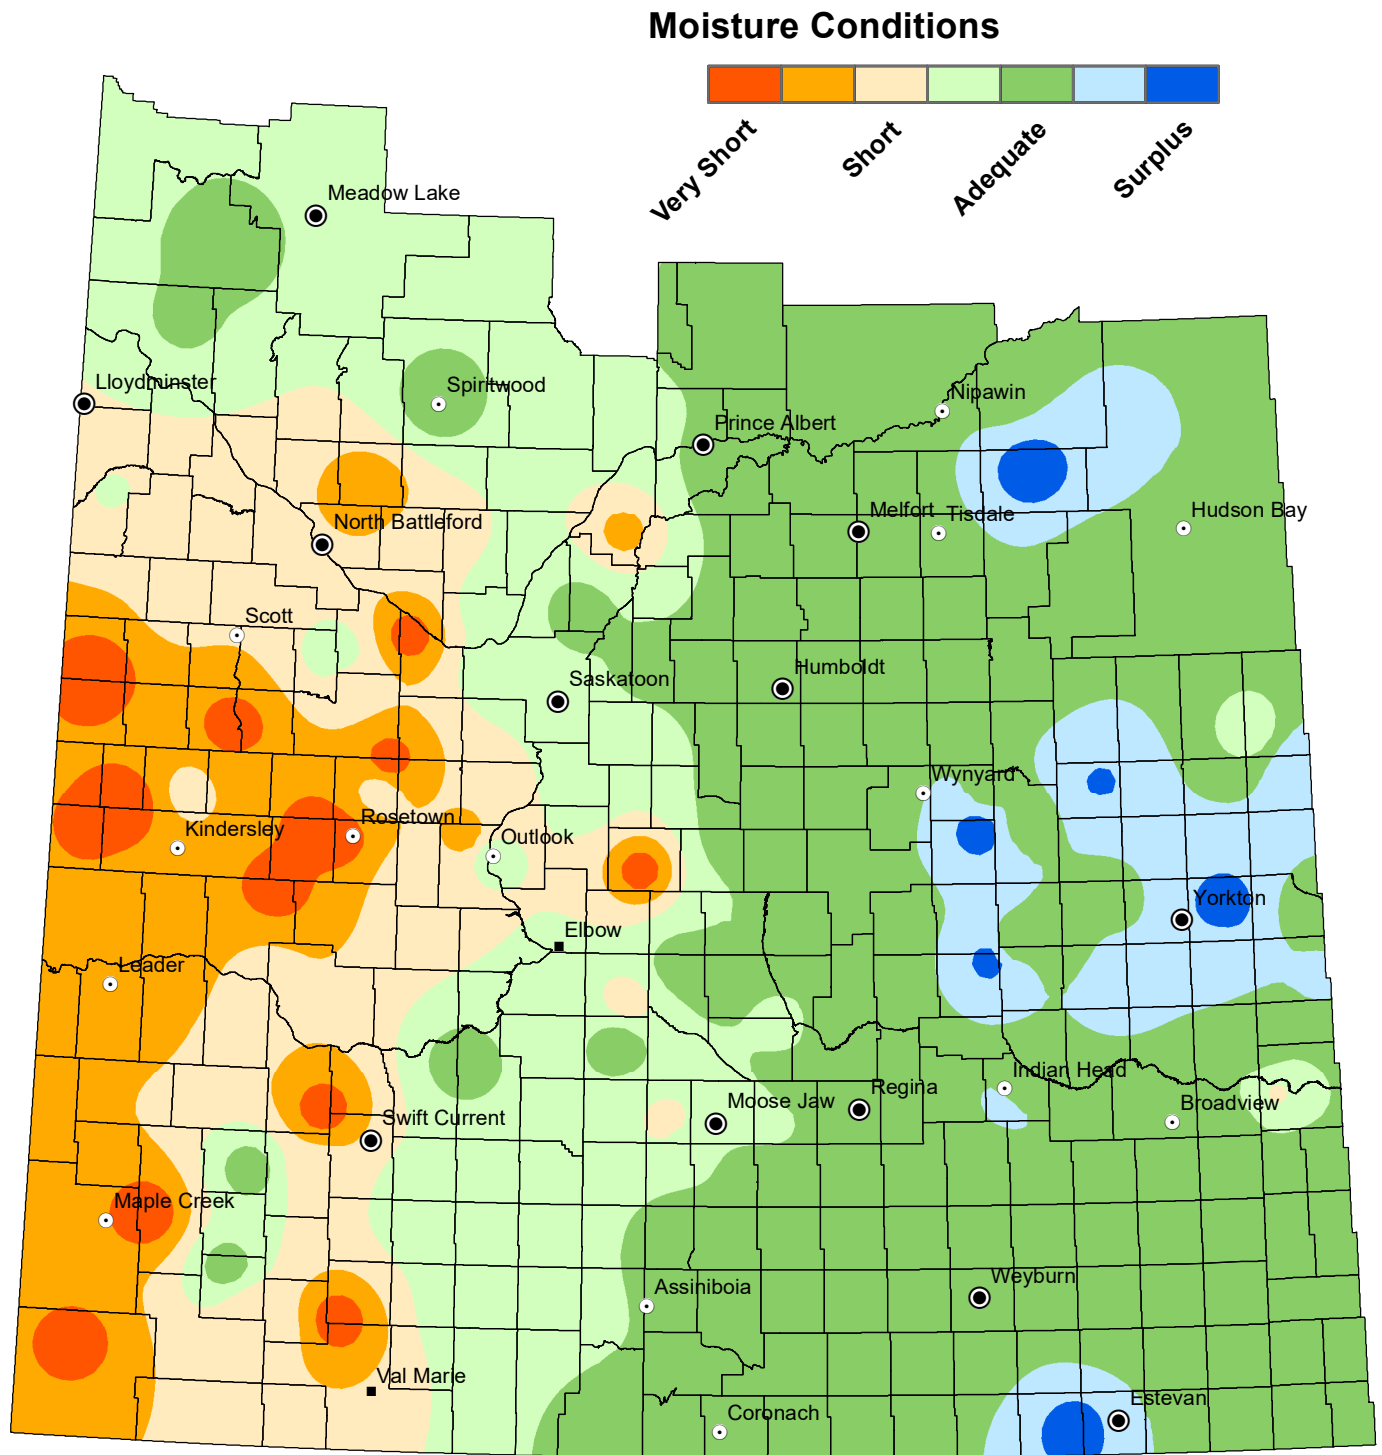 Moisture Conditions
Very Short
Short
Adequate
Surplus
Meadow Lake
Lloydminster
Spiritwood
Nipawin
Prince Albert
North Battleford
Melfort
Tisdale
Hudson Bay
Scott
Saskatoon
Humboldt
Wynyard
Kindersley
Rosetown
Outlook
Yorkton
Elbow
Leader
Indian Head
Regina
Moose Jaw
Broadview
Swift Current
Maple Creek
Assiniboia
Weyburn
Val Marie
Estevan
Coronach